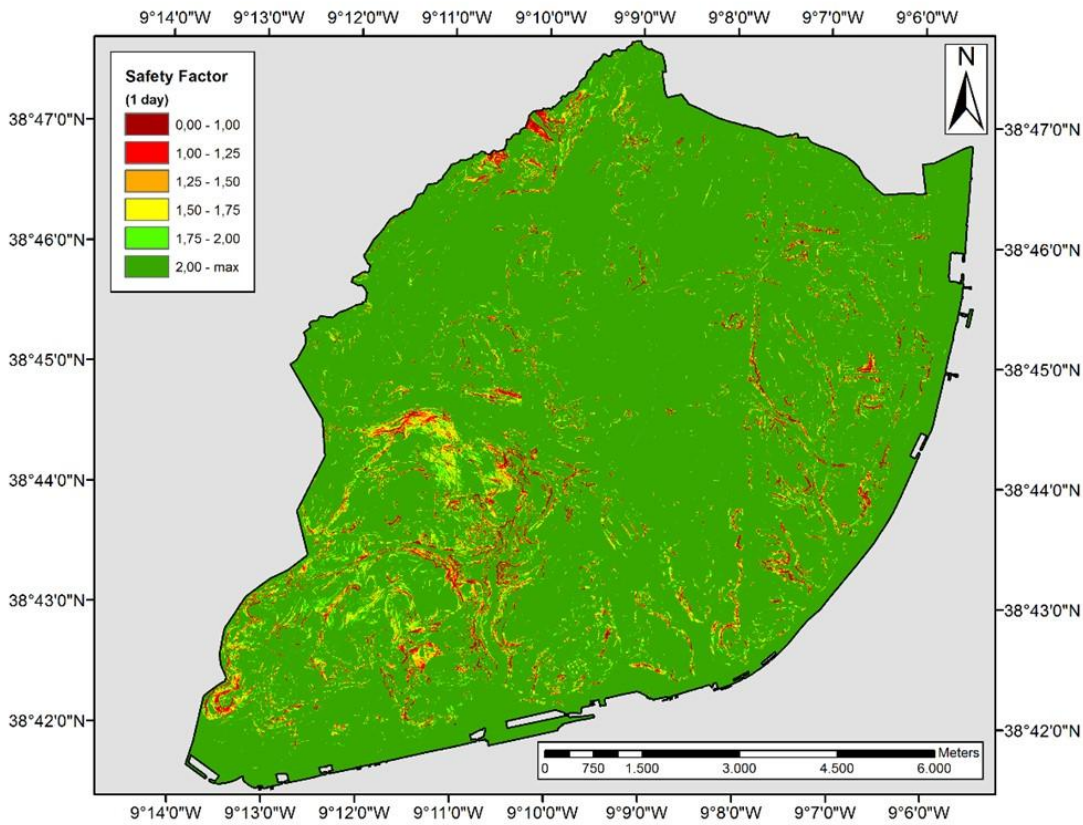 9°14'0"W 9°13'0"W 9°12'0"W 9°11'0"W 9°10'0"W 9°9'0"W 9°8'0"W 9°7'0"W 9°6'0"W
Safety Factor
(1 day)
0,00 - 1,00
1,00 - 1,25
1,25 - 1,50
1,50 - 1,75
1,75 - 2,00
2,00 - max
N
38°47'0"N 38°47'0"N
38°46'0"N 38°46'0"N
38°45'0"N 38°45'0"N
38°44'0"N 38°44'0"N
38°43'0"N 38°43'0"N
38°42'0"N 38°42'0"N
Meters
0 750 1.500 3.000 4.500 6.000
9°14'0"W 9°13'0"W 9°12'0"W 9°11'0"W 9°10'0"W 9°9'0"W 9°8'0"W 9°7'0"W 9°6'0"W